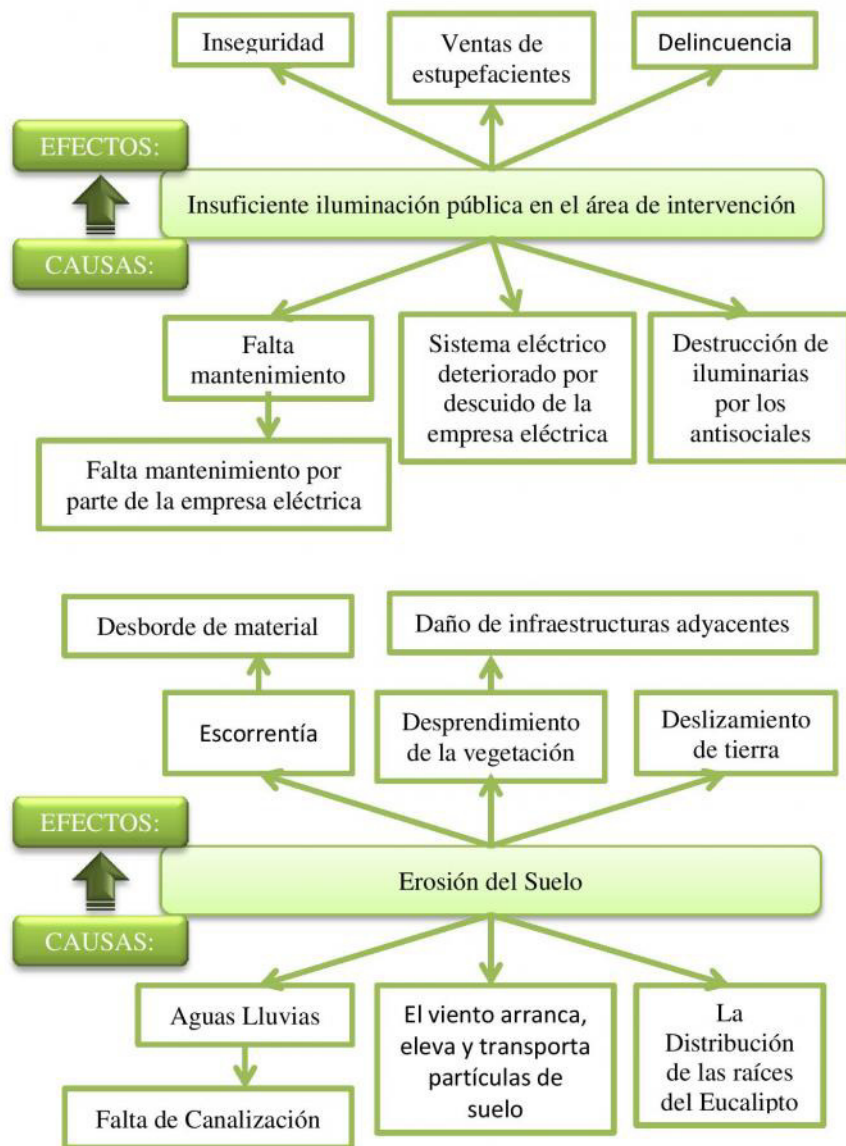 Inseguridad
Ventas de
estupefacientes
Delincuencia
EFECTOS:
Insuficiente iluminación pública en el área de intervención
CAUSAS:
Falta
mantenimiento
Sistema eléctrico
deteriorado por
descuido de la
empresa eléctrica
Destrucción de
iluminarias
por los
antisociales
Falta mantenimiento por
parte de la empresa eléctrica
Desborde de material
Daño de infraestructuras adyacentes
Escorrentía
Desprendimiento
de la vegetación
Deslizamiento
de tierra
EFECTOS:
Erosión del Suelo
CAUSAS:
Aguas Lluvias
El viento arranca,
eleva y transporta
partículas de
suelo
La
Distribución
de las raíces
del Eucalipto
Falta de Canalización